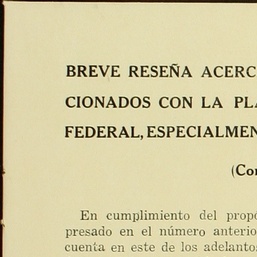 BREVE RESEÑA ACERC
CIONADOS CON LA PL
FEDERAL, ESPECIALMEN
(Co
En cumplimiento del prop
presado en el número anterio
cuenta en este de los adelanto